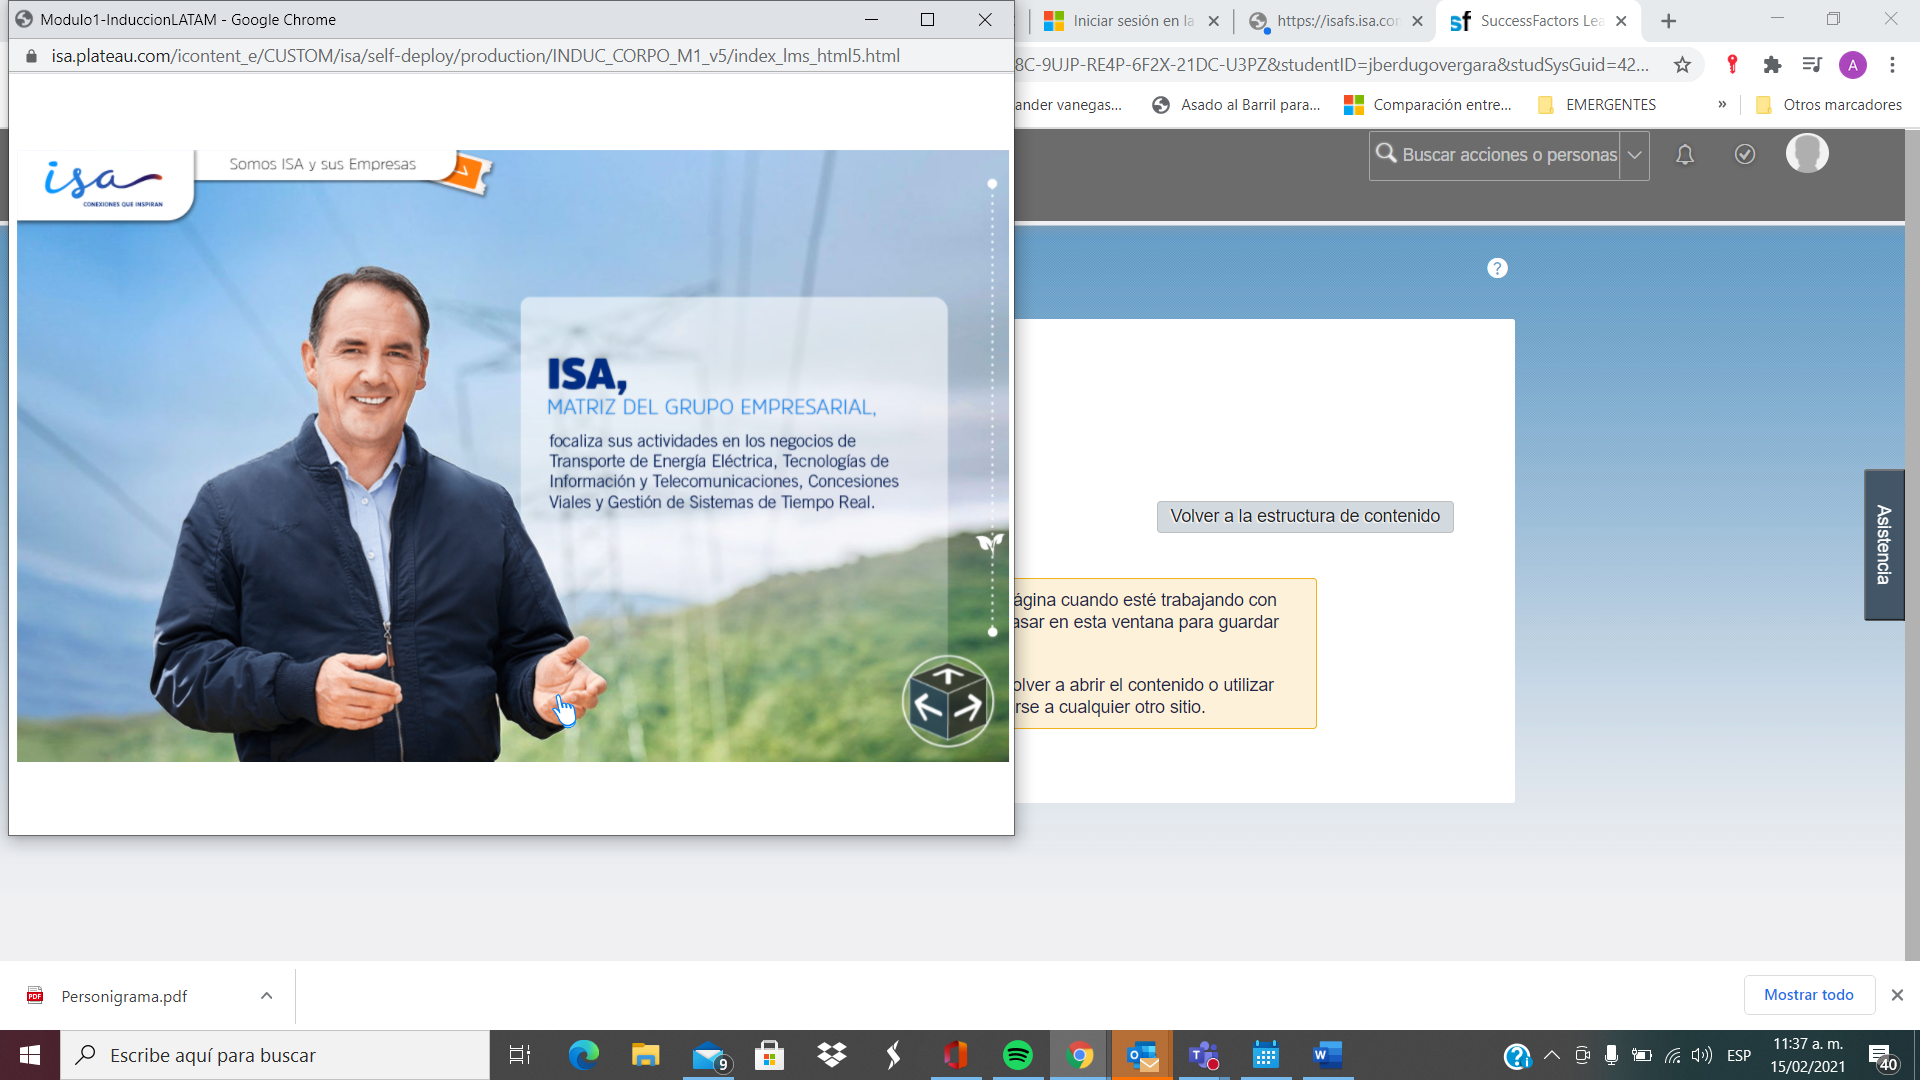 Modulo1-InduccionLATAM - Google Chrome
isa.plateau.com/icontent_e/CUSTOM/isa/self-deploy/production/INDUC_CORPO_M1_v5/index_lms_html5.html
isa
CONEXIONES QUE INSPIRAN
Somos ISA y sus Empresas
ISA,
MATRIZ DEL GRUPO EMPRESARIAL,
focaliza sus actividades en los negocios de
Transporte de Energía Eléctrica, Tecnologías de
Información y Telecomunicaciones, Concesiones
Viales y Gestión de Sistemas de Tiempo Real.
Iniciar sesión en la
https://isafs.isa.com
sf SuccessFactors Lea
8C-9UJP-RE4P-6F2X-21DC-U3PZ&studentID=jberdugovergara&studSysGuid=42...
A
ander vanegas...
Asado al Barril para...
Comparación entre...
EMERGENTES
»
Otros marcadores
Buscar acciones o personas
?
Volver a la estructura de contenido
ágina cuando esté trabajando con
asar en esta ventana para guardar
olver a abrir el contenido o utilizar
rse a cualquier otro sitio.
Asistencia
PDF
Personigrama.pdf
Mostrar todo
Escribe aquí para buscar
9
ESP
11:37 a. m.
15/02/2021
40